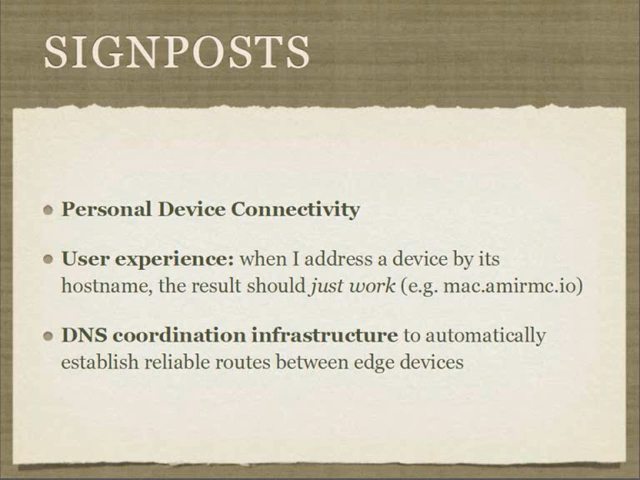 SIGNPOSTS
Personal Device Connectivity
User experience: when I address a device by its
hostname, the result should just work (e.g. mac.amirmc.io)
DNS coordination infrastructure to automatically
establish reliable routes between edge devices